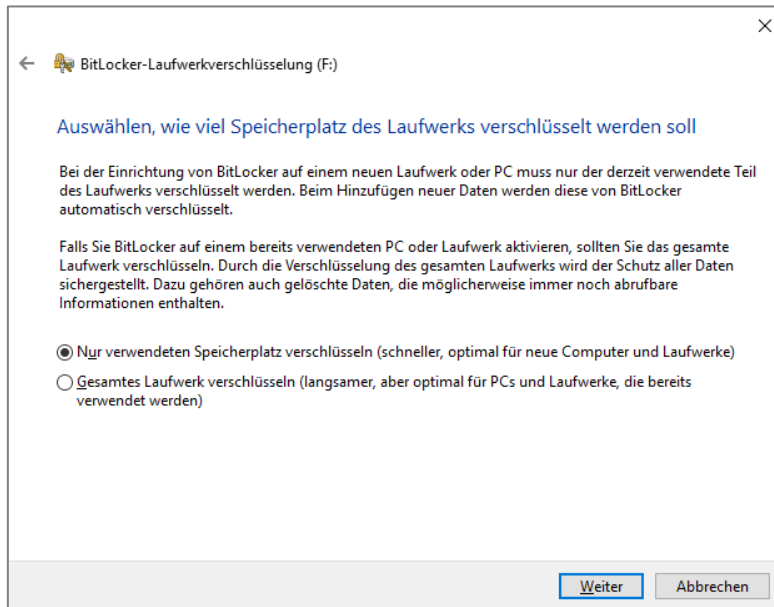 BitLocker-Laufwerkverschlüsselung (F:)
Auswählen, wie viel Speicherplatz des Laufwerks verschlüsselt werden soll
Bei der Einrichtung von BitLocker auf einem neuen Laufwerk oder PC muss nur der derzeit verwendete Teil
des Laufwerks verschlüsselt werden. Beim Hinzufügen neuer Daten werden diese von BitLocker
automatisch verschlüsselt.
Falls Sie BitLocker auf einem bereits verwendeten PC oder Laufwerk aktivieren, sollten Sie das gesamte
Laufwerk verschlüsseln. Durch die Verschlüsselung des gesamten Laufwerks wird der Schutz aller Daten
sichergestellt. Dazu gehören auch gelöschte Daten, die möglicherweise immer noch abrufbare
Informationen enthalten.
Nur verwendeten Speicherplatz verschlüsseln (schneller, optimal für neue Computer und Laufwerke)
Gesamtes Laufwerk verschlüsseln (langsamer, aber optimal für PCs und Laufwerke, die bereits
verwendet werden)
Weiter Abbrechen